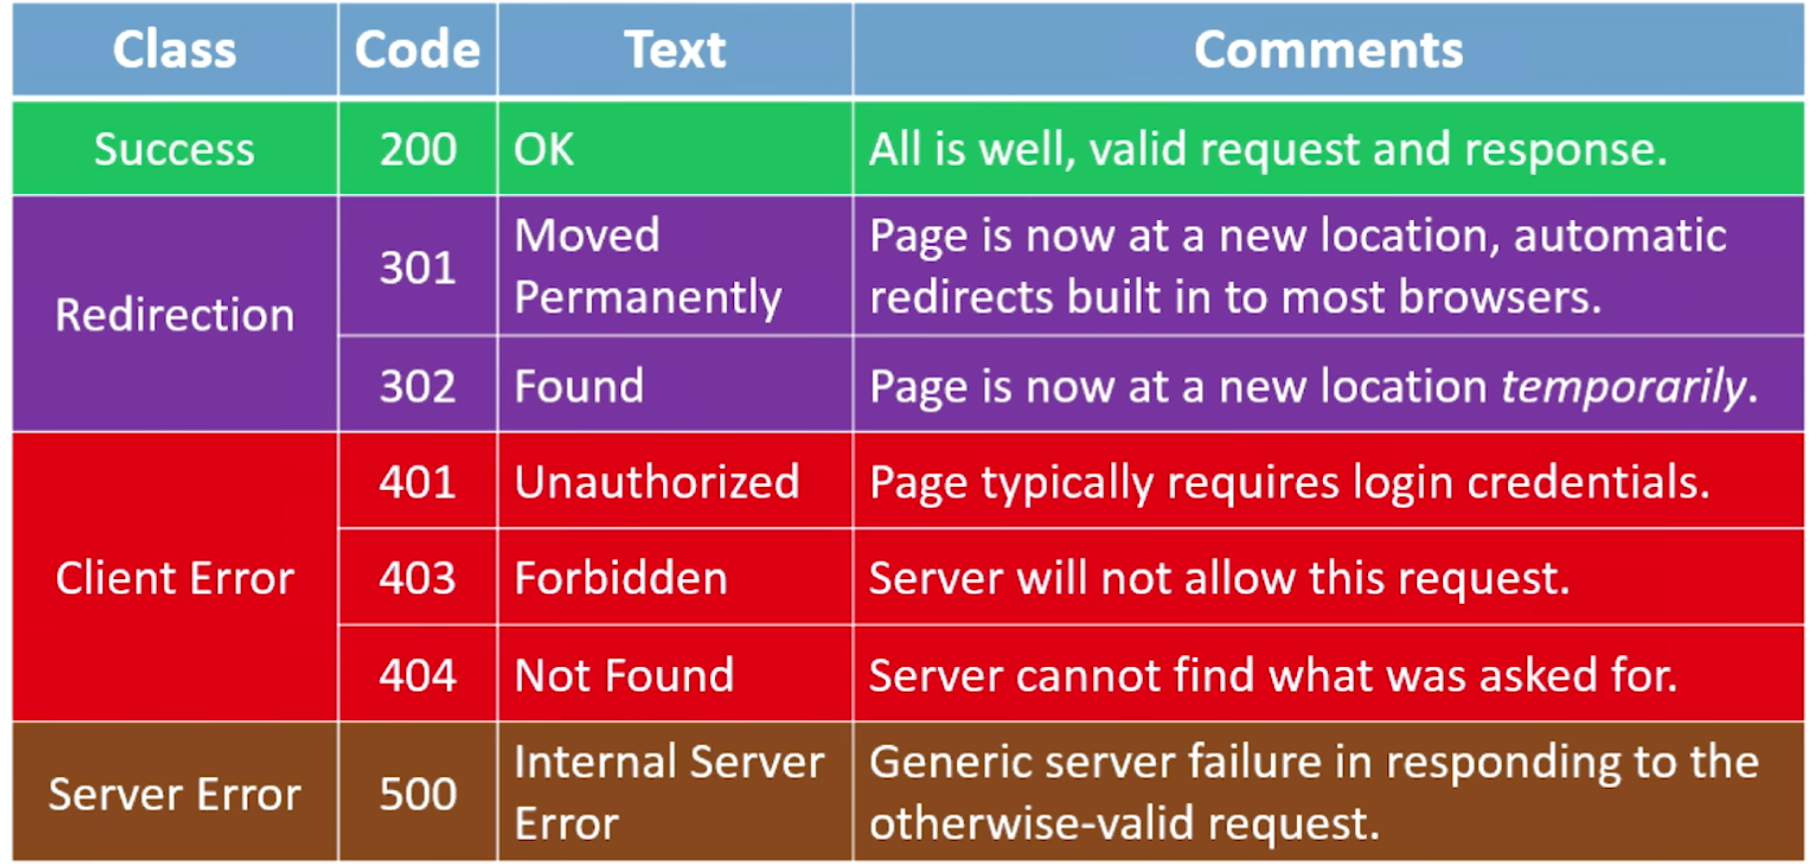 Class Code Text Comments
Success 200 OK All is well, valid request and response.
Redirection
301 Moved Permanently Page is now at a new location, automatic
redirects built in to most browsers.
302 Found Page is now at a new location temporarily.
Client Error
401 Unauthorized Page typically requires login credentials.
403 Forbidden Server will not allow this request.
404 Not Found Server cannot find what was asked for.
Server Error 500 Internal Server Error Generic server failure in responding to the
otherwise-valid request.